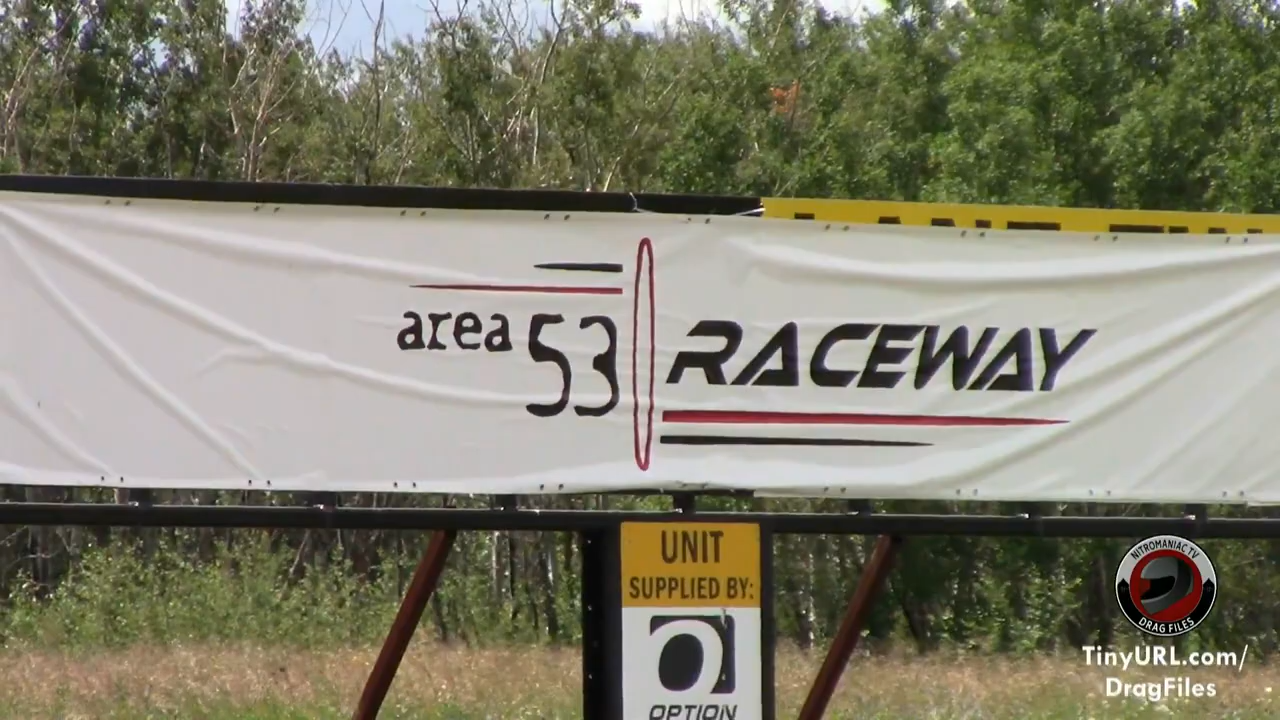 area 53 RACEWAY
UNIT
SUPPLIED BY:
OPTION
NITROMANIAC TV
DRAG FILES
TinyURL.com/
DragFiles